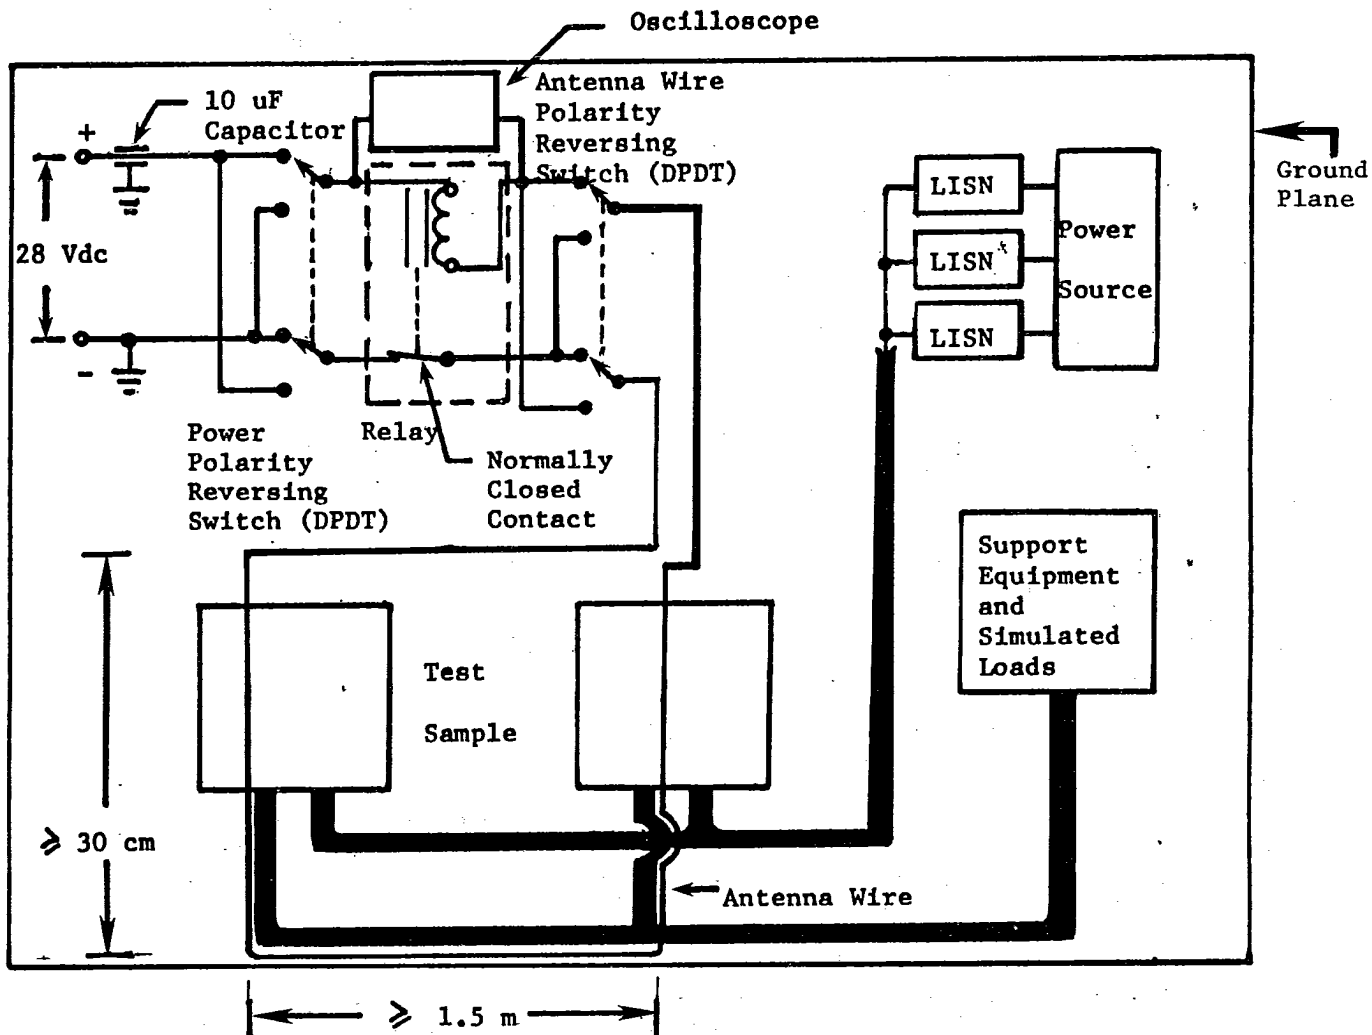 Oscilloscope
10 uF
Capacitor
Antenna Wire
Polarity
Reversing
Switch (DPDT)
+
28 Vdc
-
Ground
Plane
LISN
LISN
LISN
Power
Source
Power
Polarity
Reversing
Switch (DPDT)
Relay
Normally
Closed
Contact
Support
Equipment
and
Simulated
Loads
Test
Sample
⩾ 30 cm
Antenna Wire
⩾ 1.5 m